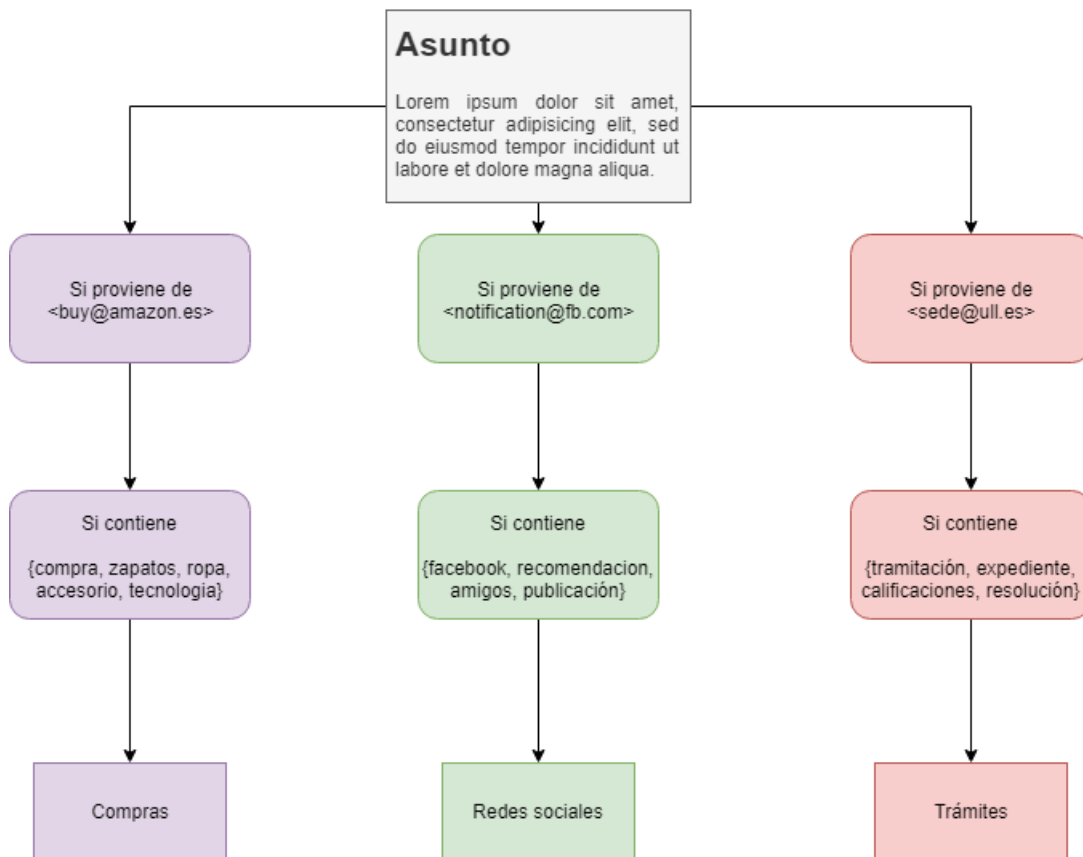 Asunto
Lorem ipsum dolor sit amet,
consectetur adipisicing elit, sed
do eiusmod tempor incididunt ut
labore et dolore magna aliqua.
Si proviene de
<buy@amazon.es>
Si proviene de
<notification@fb.com>
Si proviene de
<sede@ull.es>
Si contiene
{compra, zapatos, ropa,
accesorio, tecnologia}
Si contiene
{facebook, recomendacion,
amigos, publicación}
Si contiene
{tramitación, expediente,
calificaciones, resolución}
Compras
Redes sociales
Trámites